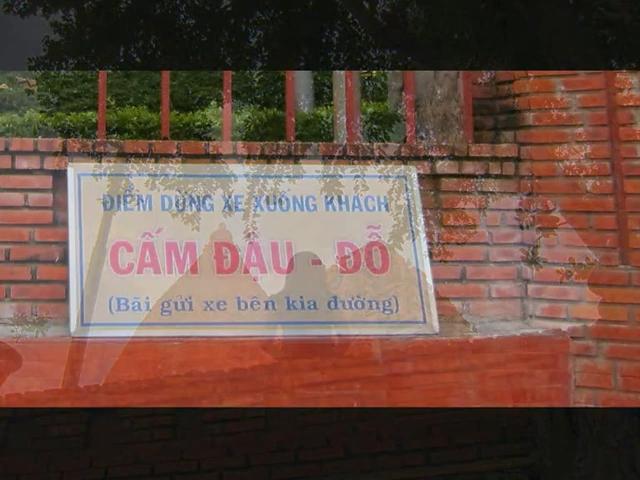 ĐIỂM DỪNG XE XUỐNG KHÁCH
CẤM ĐẬU - ĐỖ
(Bãi gửi xe bên kia đường)